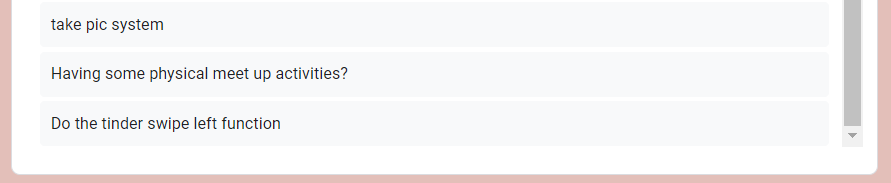 take pic system
Having some physical meet up activities?
Do the tinder swipe left function